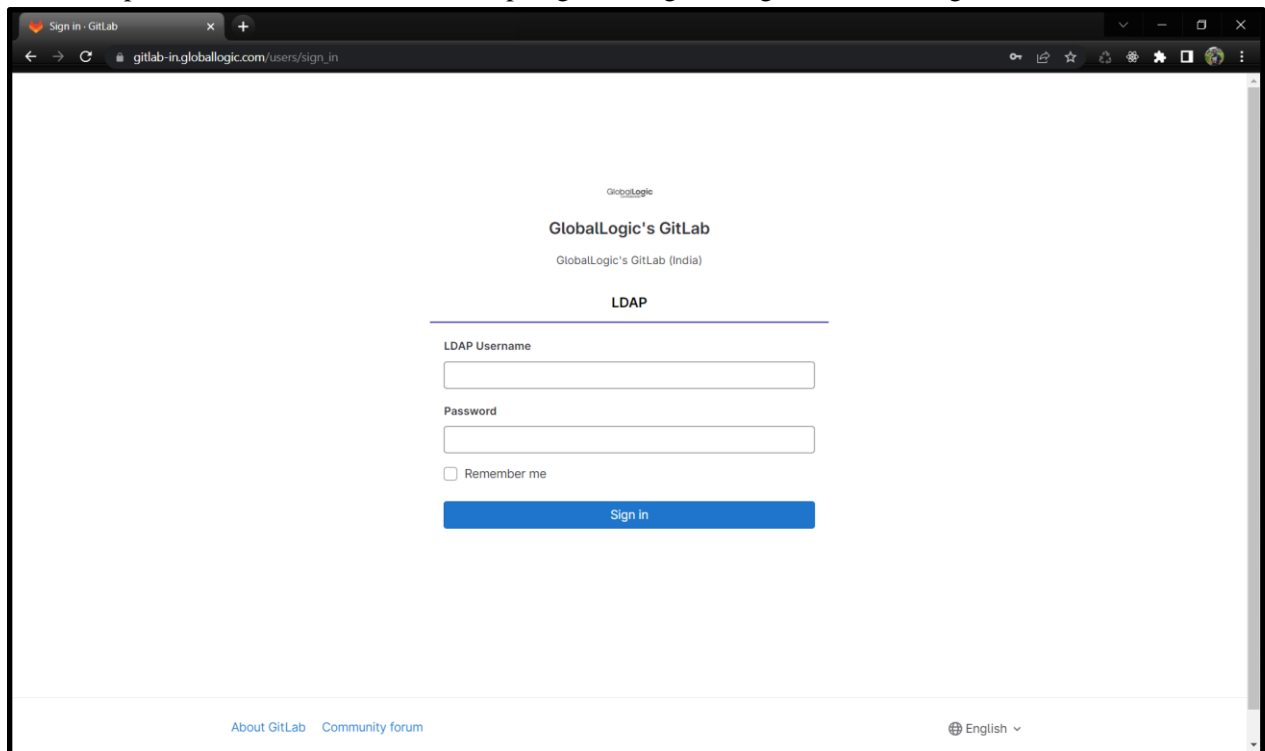 Sign in · GitLab
gitlab-in.globallogic.com/users/sign_in
GlobalLogic
GlobalLogic's GitLab
GlobalLogic's GitLab (India)
LDAP
LDAP Username
Password
Remember me
Sign in
About GitLab Community forum
English